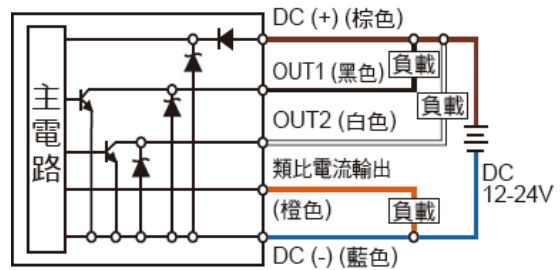 DC (+) (棕色)
OUT1 (黑色)
負載
負載
主電路
OUT2 (白色)
類比電流輸出
(橙色)
負載
DC
12-24V
DC (-) (藍色)